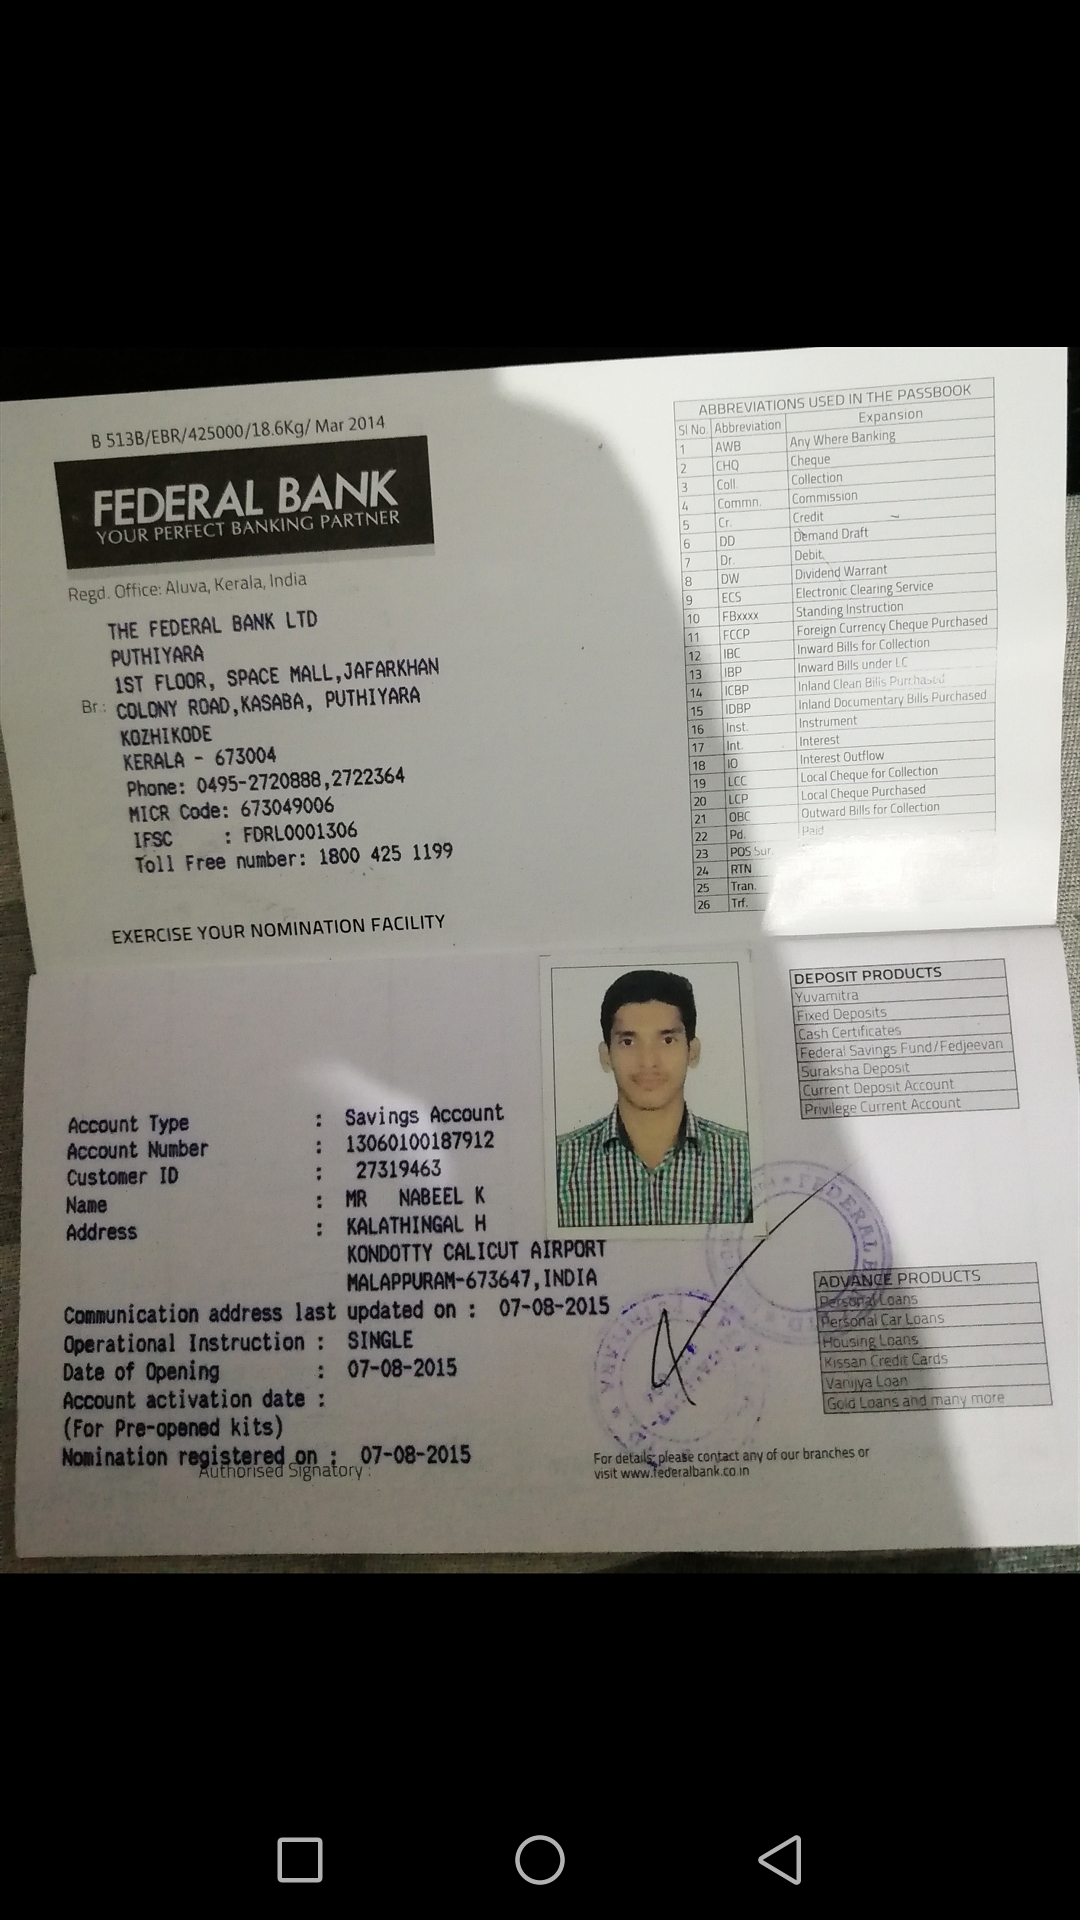 B 513B/EBR/425000/18.6Kg/ Mar 2014
FEDERAL BANK
YOUR PERFECT BANKING PARTNER
Regd. Office: Aluva, Kerala, India
THE FEDERAL BANK LTD
PUTHIYARA
1ST FLOOR, SPACE MALL,JAFARKHAN
Br.: COLONY ROAD,KASABA, PUTHIYARA
KOZHIKODE
KERALA - 673004
Phone: 0495-2720888,2722364
MICR Code: 673049006
IFSC : FDRL0001306
Toll Free number: 1800 425 1199
EXERCISE YOUR NOMINATION FACILITY
ABBREVIATIONS USED IN THE PASSBOOK
Sl No. Abbreviation Expansion
1 AWB Any Where Banking
2 CHQ Cheque
3 Coll. Collection
4 Commn. Commission
5 Cr. Credit
6 DD Demand Draft
7 Dr. Debit
8 DW Dividend Warrant
9 ECS Electronic Clearing Service
10 FBxxxx Standing Instruction
11 FCCP Foreign Currency Cheque Purchased
12 IBC Inward Bills for Collection
13 IBP Inward Bills under LC
14 ICBP Inland Clean Bills Purchased
15 IDBP Inland Documentary Bills Purchased
16 Inst. Instrument
17 Int. Interest
18 IO Interest Outflow
19 LCC Local Cheque for Collection
20 LCP Local Cheque Purchased
21 OBC Outward Bills for Collection
22 Pd. Paid
23 POS Sur.
24 RTN
25 Tran.
26 Trf.
Account Type : Savings Account
Account Number : 13060100187912
Customer ID : 27319463
Name : MR NABEEL K
Address : KALATHINGAL H
KONDOTTY CALICUT AIRPORT
MALAPPURAM-673647,INDIA
Communication address last updated on : 07-08-2015
Operational Instruction : SINGLE
Date of Opening : 07-08-2015
Account activation date :
(For Pre-opened kits)
Nomination registered on : 07-08-2015
Authorised Signatory :
DEPOSIT PRODUCTS
Yuvamitra
Fixed Deposits
Cash Certificates
Federal Savings Fund/Fedjeevan
Suraksha Deposit
Current Deposit Account
Privilege Current Account
FEDERAL
ADVANCE PRODUCTS
Personal Loans
Personal Car Loans
Housing Loans
Kissan Credit Cards
Vanijya Loan
Gold Loans and many more
For details, please contact any of our branches or
visit www.federalbank.co.in